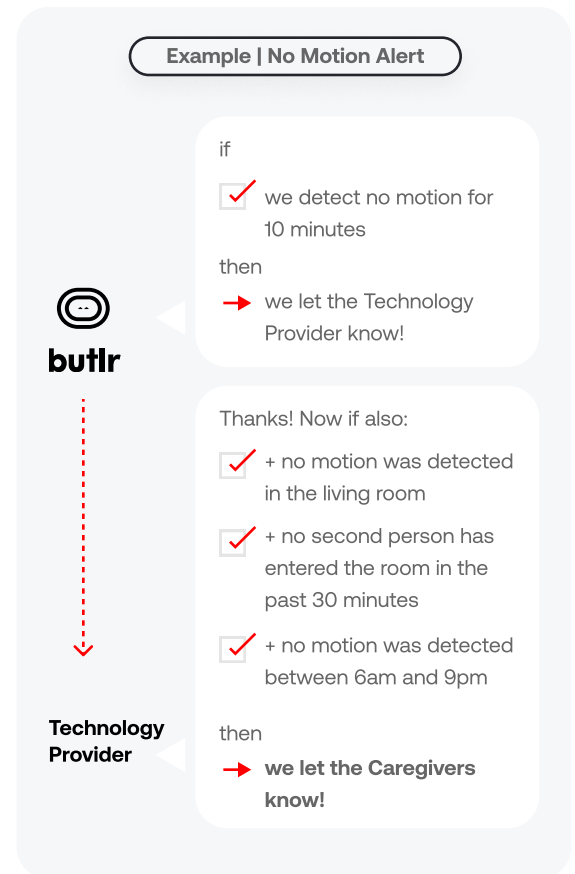 Example | No Motion Alert
if
we detect no motion for
10 minutes
then
we let the Technology
Provider know!
butlr
Thanks! Now if also:
+ no motion was detected
in the living room
+ no second person has
entered the room in the
past 30 minutes
+ no motion was detected
between 6am and 9pm
Technology
Provider
then
we let the Caregivers
know!